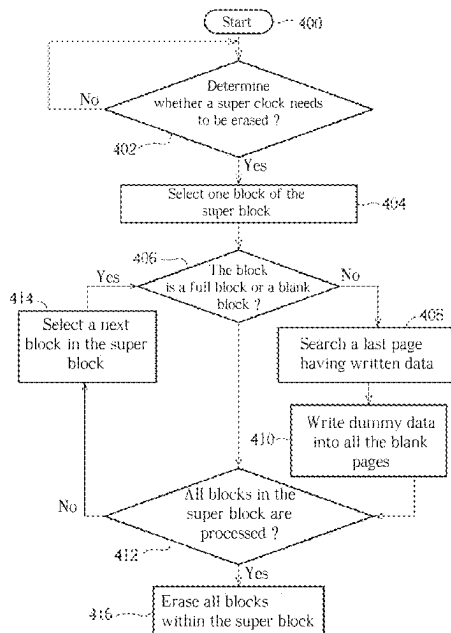 Start
400
Determine
whether a super clock needs
to be erased ?
No
402
Yes
Select one block of the
super block
404
406
The block
is a full block or a blank
block ?
Yes
No
414
Select a next
block in the super
block
408
Search a last page
having written data
410
Write dummy data
into all the blank
pages
All blocks in the
super block are
processed ?
No
412
Yes
416
Erase all blocks
within the super block